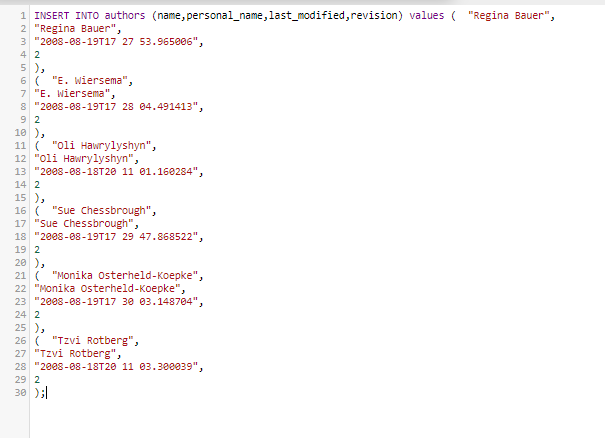 1 INSERT INTO authors (name,personal_name,last_modified,revision) values (  "Regina Bauer",
2 "Regina Bauer",
3 "2008-08-19T17 27 53.965006",
4 2
5 ),
6 (  "E. Wiersema",
7 "E. Wiersema",
8 "2008-08-19T17 28 04.491413",
9 2
10 ),
11 (  "Oli Hawrylyshyn",
12 "Oli Hawrylyshyn",
13 "2008-08-18T20 11 01.160284",
14 2
15 ),
16 (  "Sue Chessbrough",
17 "Sue Chessbrough",
18 "2008-08-19T17 29 47.868522",
19 2
20 ),
21 (  "Monika Osterheld-Koepke",
22 "Monika Osterheld-Koepke",
23 "2008-08-19T17 30 03.148704",
24 2
25 ),
26 (  "Tzvi Rotberg",
27 "Tzvi Rotberg",
28 "2008-08-18T20 11 03.300039",
29 2
30 );